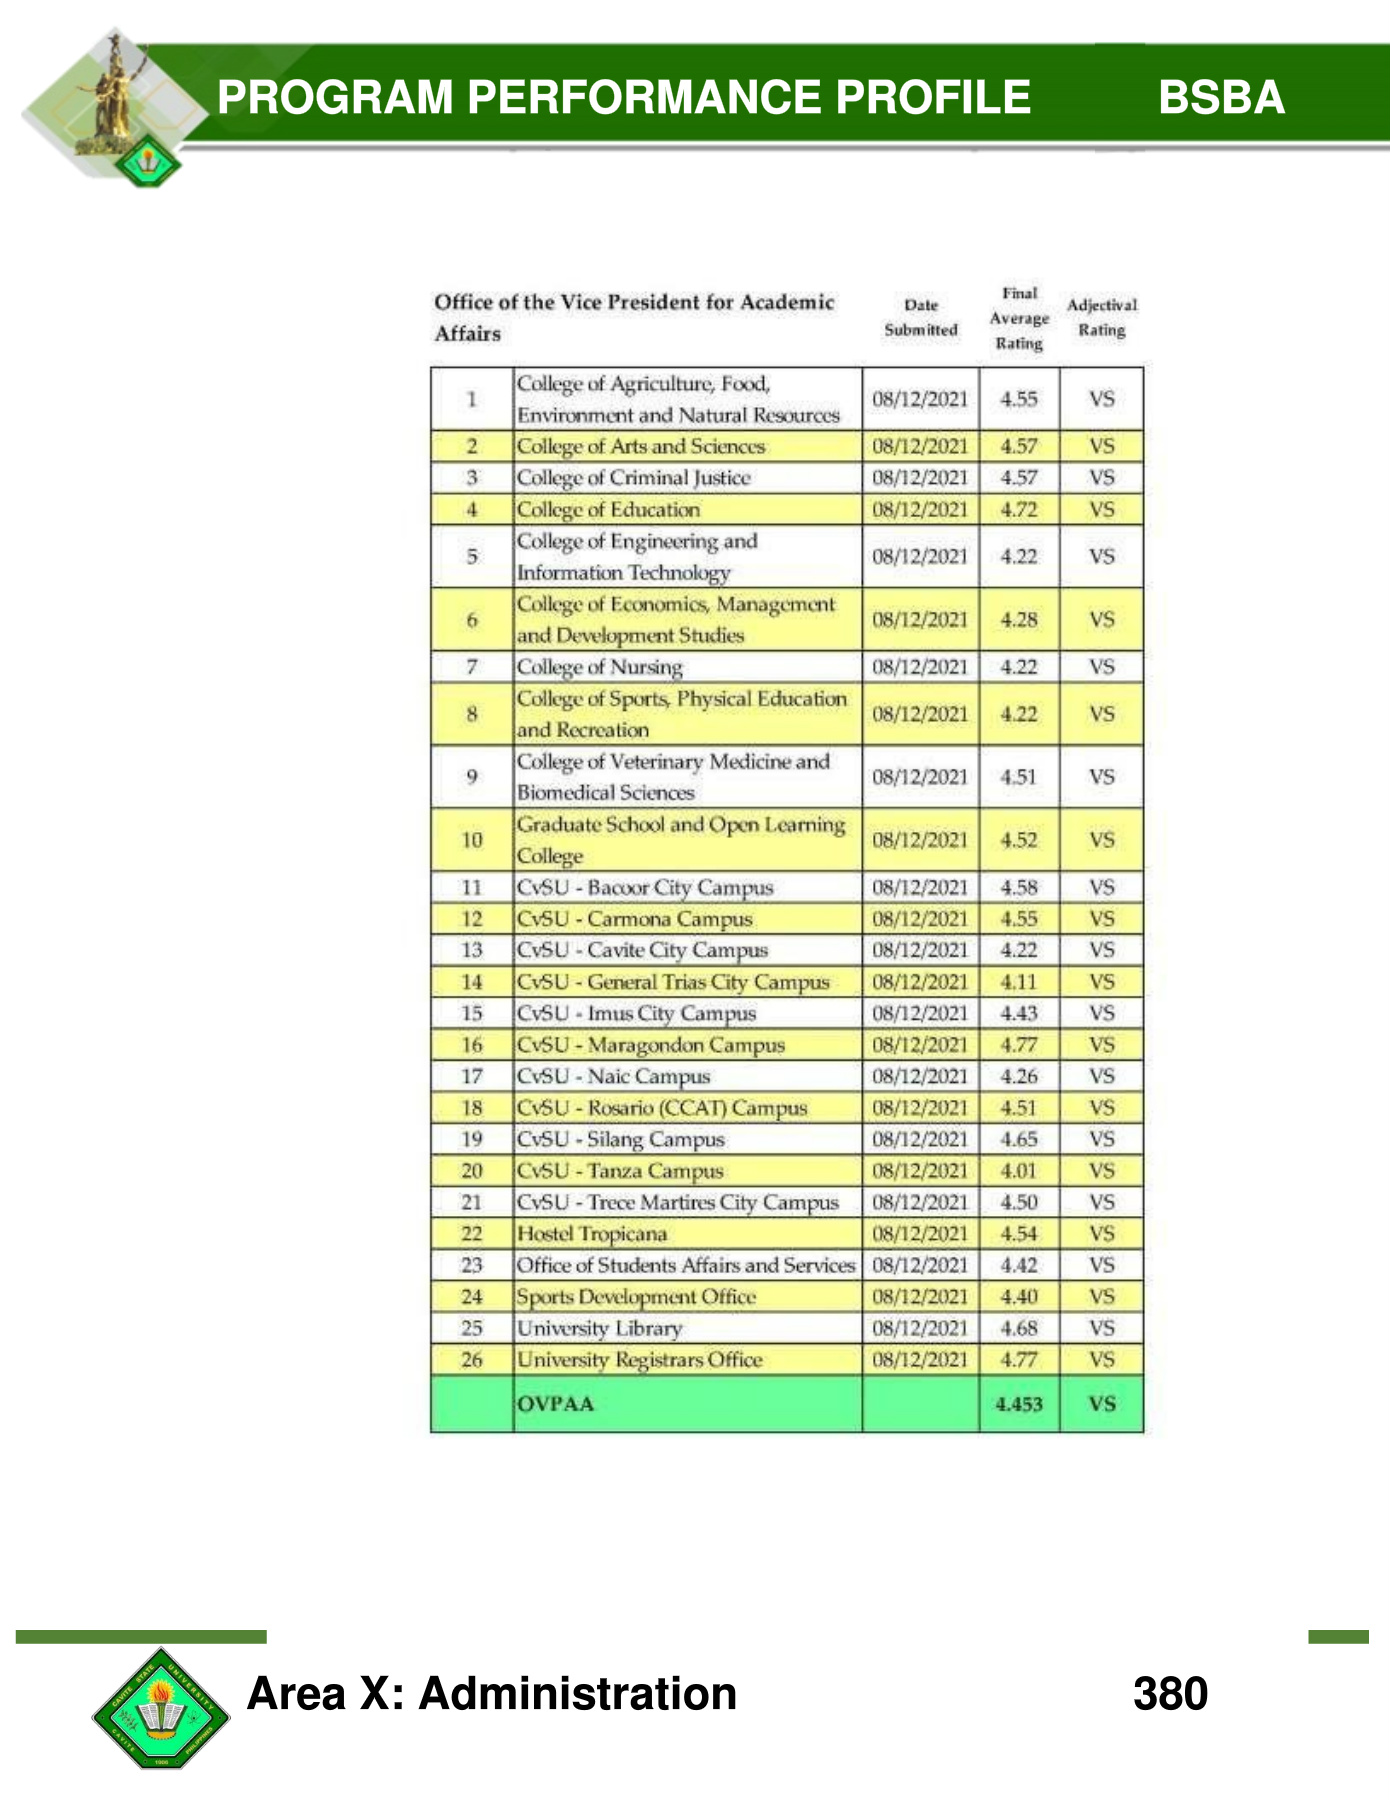 PROGRAM PERFORMANCE PROFILE BSBA
Office of the Vice President for Academic Affairs Date Submitted Final Average Rating Adjectival Rating
1 College of Agriculture, Food, Environment and Natural Resources 08/12/2021 4.55 VS
2 College of Arts and Sciences 08/12/2021 4.57 VS
3 College of Criminal Justice 08/12/2021 4.57 VS
4 College of Education 08/12/2021 4.72 VS
5 College of Engineering and Information Technology 08/12/2021 4.22 VS
6 College of Economics, Management and Development Studies 08/12/2021 4.28 VS
7 College of Nursing 08/12/2021 4.22 VS
8 College of Sports, Physical Education and Recreation 08/12/2021 4.22 VS
9 College of Veterinary Medicine and Biomedical Sciences 08/12/2021 4.51 VS
10 Graduate School and Open Learning College 08/12/2021 4.52 VS
11 CvSU - Bacoor City Campus 08/12/2021 4.58 VS
12 CvSU - Carmona Campus 08/12/2021 4.55 VS
13 CvSU - Cavite City Campus 08/12/2021 4.22 VS
14 CvSU - General Trias City Campus 08/12/2021 4.11 VS
15 CvSU - Imus City Campus 08/12/2021 4.43 VS
16 CvSU - Maragondon Campus 08/12/2021 4.77 VS
17 CvSU - Naic Campus 08/12/2021 4.26 VS
18 CvSU - Rosario (CCAT) Campus 08/12/2021 4.51 VS
19 CvSU - Silang Campus 08/12/2021 4.65 VS
20 CvSU - Tanza Campus 08/12/2021 4.01 VS
21 CvSU - Trece Martires City Campus 08/12/2021 4.50 VS
22 Hostel Tropicana 08/12/2021 4.54 VS
23 Office of Students Affairs and Services 08/12/2021 4.42 VS
24 Sports Development Office 08/12/2021 4.40 VS
25 University Library 08/12/2021 4.68 VS
26 University Registrars Office 08/12/2021 4.77 VS
OVPAA 4.453 VS
CAVITE STATE UNIVERSITY
CAVITE 1906 PHILIPPINES
Area X: Administration 380